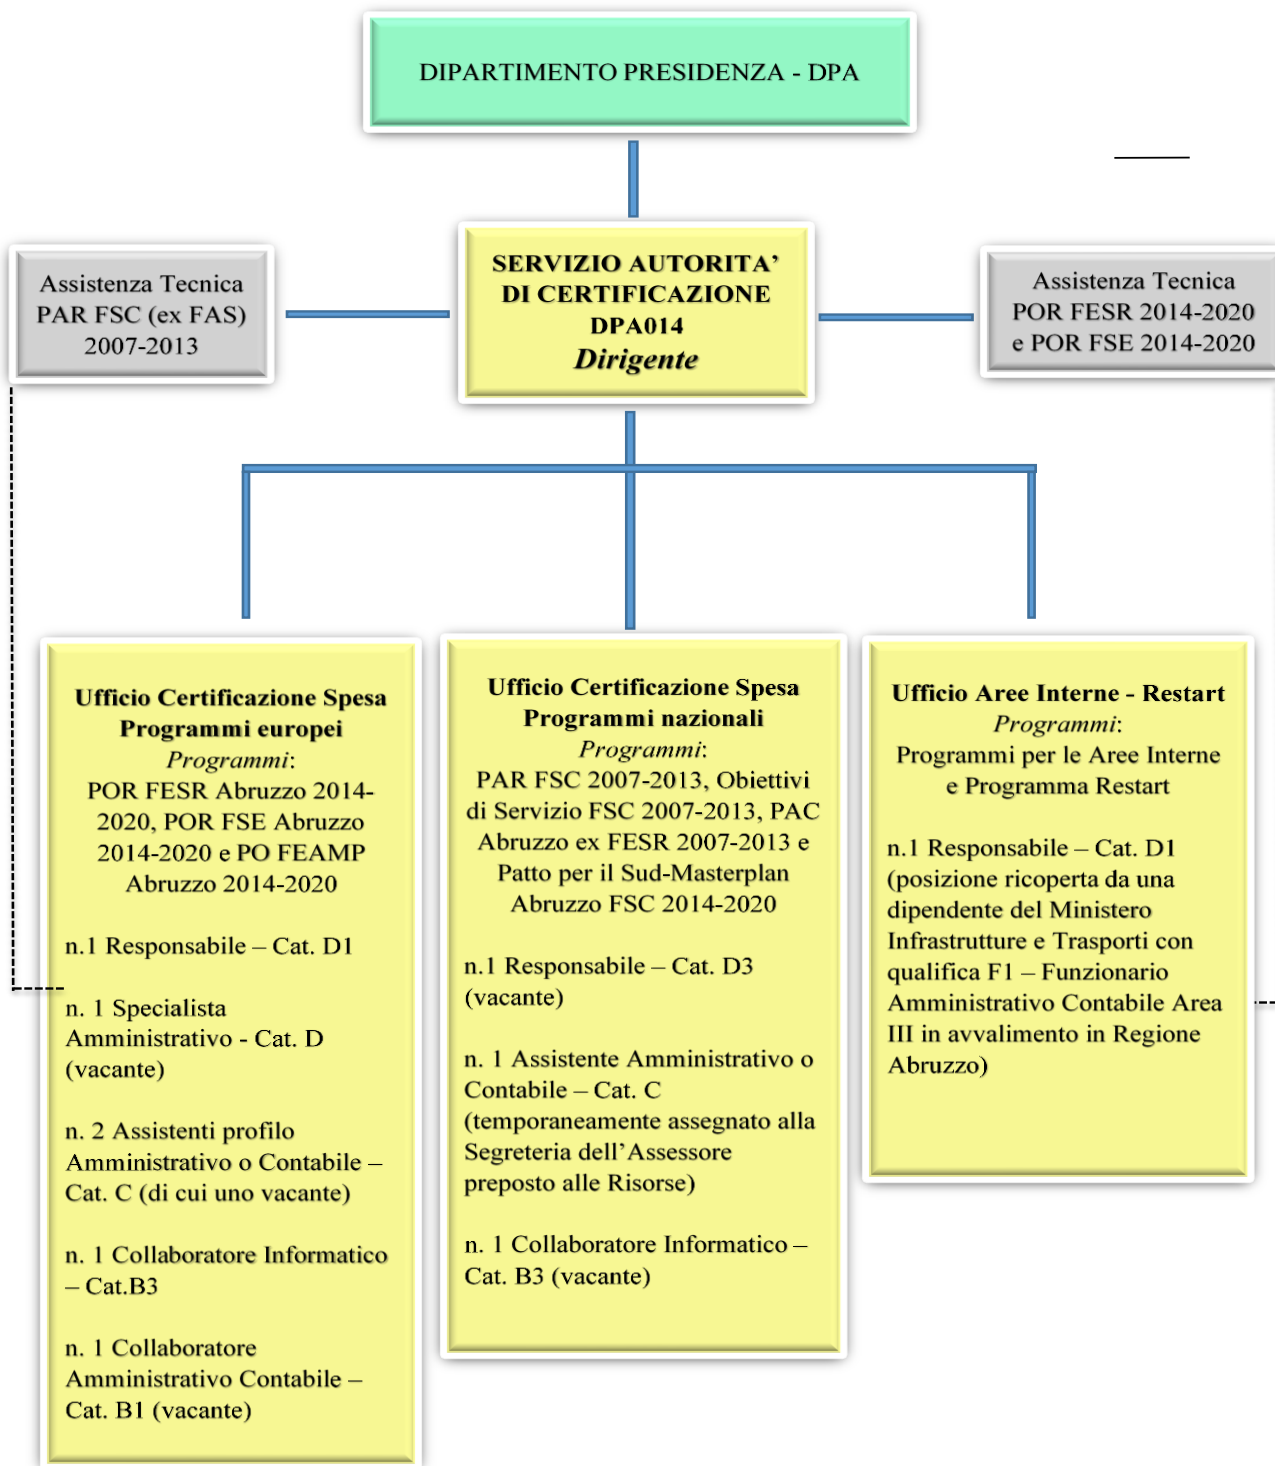 DIPARTIMENTO PRESIDENZA - DPA
Assistenza Tecnica
PAR FSC (ex FAS)
2007-2013
SERVIZIO AUTORITA’
DI CERTIFICAZIONE
DPA014
Dirigente
Assistenza Tecnica
POR FESR 2014-2020
e POR FSE 2014-2020
Ufficio Certificazione Spesa
Programmi europei
Programmi:
POR FESR Abruzzo 2014-
2020, POR FSE Abruzzo
2014-2020 e PO FEAMP
Abruzzo 2014-2020
n.1 Responsabile – Cat. D1
n. 1 Specialista
Amministrativo - Cat. D
(vacante)
n. 2 Assistenti profilo
Amministrativo o Contabile –
Cat. C (di cui uno vacante)
n. 1 Collaboratore Informatico
– Cat.B3
n. 1 Collaboratore
Amministrativo Contabile –
Cat. B1 (vacante)
Ufficio Certificazione Spesa
Programmi nazionali
Programmi:
PAR FSC 2007-2013, Obiettivi
di Servizio FSC 2007-2013, PAC
Abruzzo ex FESR 2007-2013 e
Patto per il Sud-Masterplan
Abruzzo FSC 2014-2020
n.1 Responsabile – Cat. D3
(vacante)
n. 1 Assistente Amministrativo o
Contabile – Cat. C
(temporaneamente assegnato alla
Segreteria dell’Assessore
preposto alle Risorse)
n. 1 Collaboratore Informatico –
Cat. B3 (vacante)
Ufficio Aree Interne - Restart
Programmi:
Programmi per le Aree Interne
e Programma Restart
n.1 Responsabile – Cat. D1
(posizione ricoperta da una
dipendente del Ministero
Infrastrutture e Trasporti con
qualifica F1 – Funzionario
Amministrativo Contabile Area
III in avvalimento in Regione
Abruzzo)